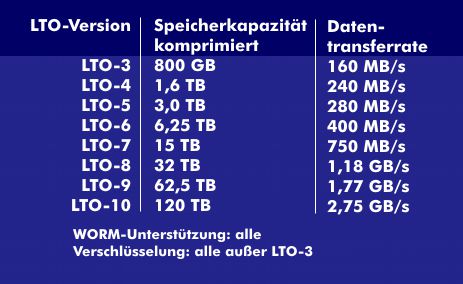 LTO-Version Speicherkapazität Daten-
komprimiert transferrate
LTO-3 800 GB 160 MB/s
LTO-4 1,6 TB 240 MB/s
LTO-5 3,0 TB 280 MB/s
LTO-6 6,25 TB 400 MB/s
LTO-7 15 TB 750 MB/s
LTO-8 32 TB 1,18 GB/s
LTO-9 62,5 TB 1,77 GB/s
LTO-10 120 TB 2,75 GB/s
WORM-Unterstützung: alle
Verschlüsselung: alle außer LTO-3